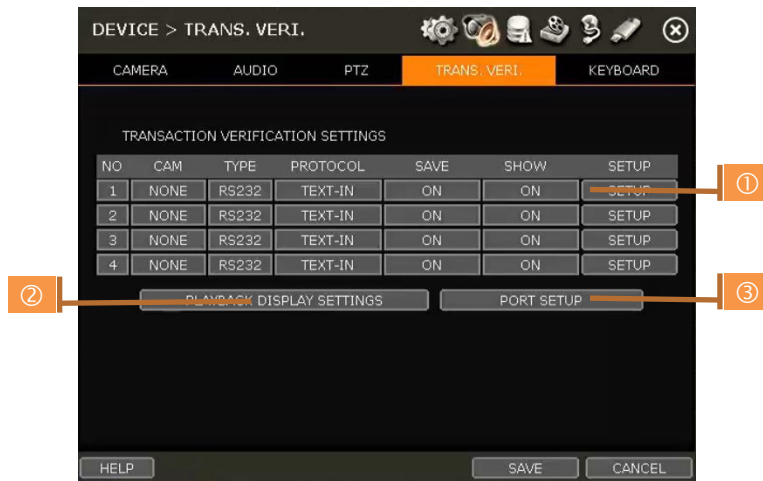 DEVICE > TRANS. VERI.
CAMERA AUDIO PTZ TRANS. VERI. KEYBOARD
TRANSACTION VERIFICATION SETTINGS
NO CAM TYPE PROTOCOL SAVE SHOW SETUP
1 NONE RS232 TEXT-IN ON ON SETUP
①
2 NONE RS232 TEXT-IN ON ON SETUP
3 NONE RS232 TEXT-IN ON ON SETUP
4 NONE RS232 TEXT-IN ON ON SETUP
② PLAYBACK DISPLAY SETTINGS PORT SETUP ③
HELP SAVE CANCEL